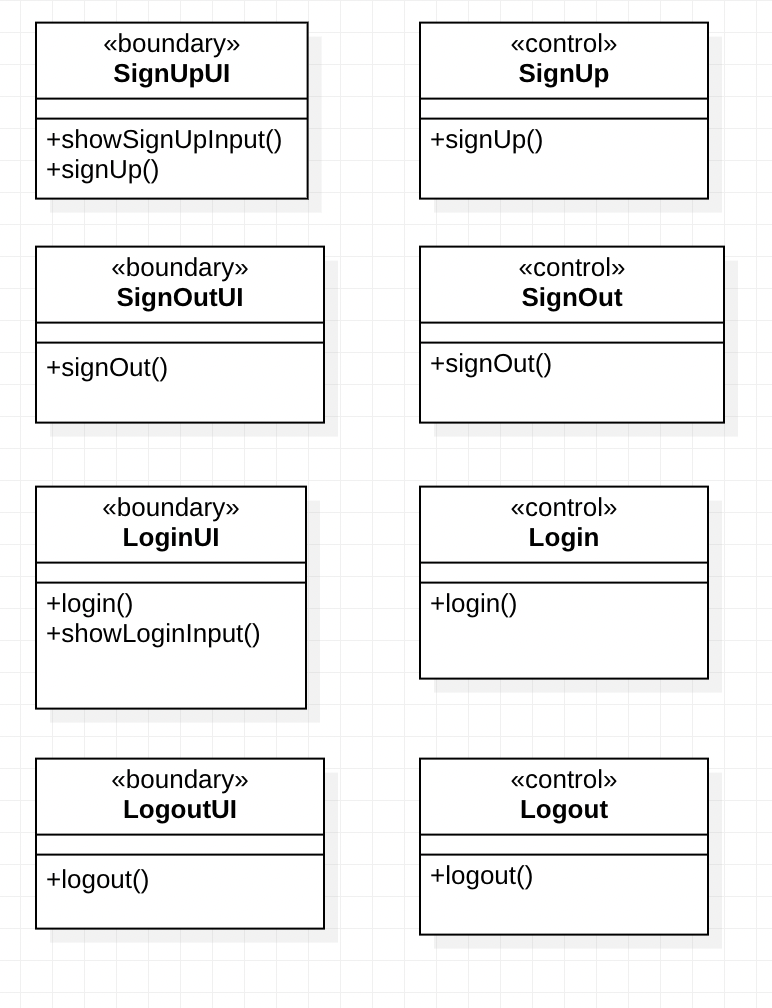 «boundary»
SignUpUI
+showSignUpInput()
+signUp()
«control»
SignUp
+signUp()
«boundary»
SignOutUI
+signOut()
«control»
SignOut
+signOut()
«boundary»
LoginUI
+login()
+showLoginInput()
«control»
Login
+login()
«boundary»
LogoutUI
+logout()
«control»
Logout
+logout()